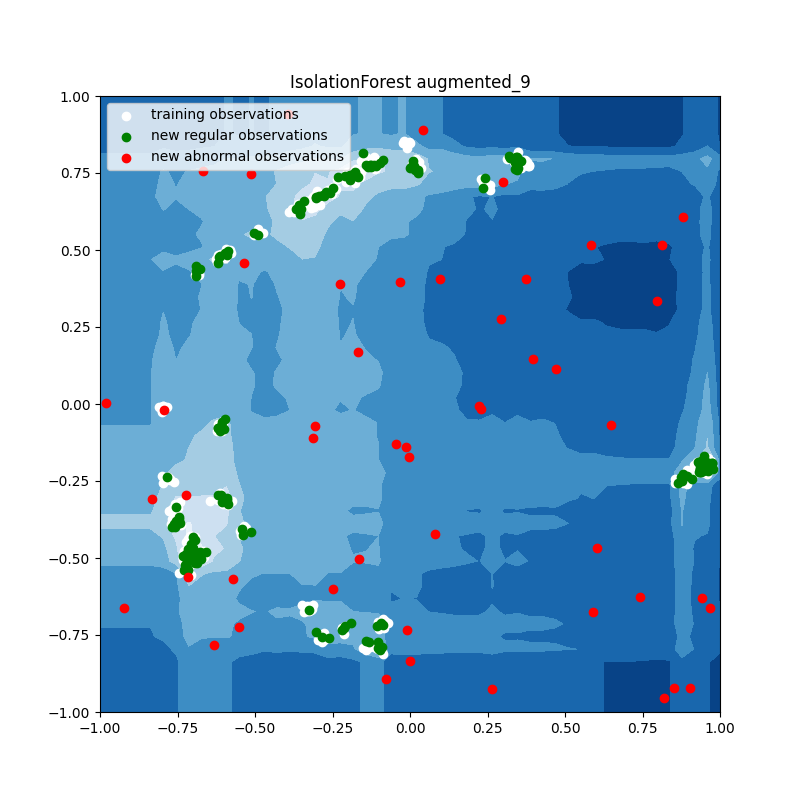 IsolationForest augmented_9
training observations
new regular observations
new abnormal observations
1.00
0.75
0.50
0.25
0.00
−0.25
−0.50
−0.75
−1.00
−1.00 −0.75 −0.50 −0.25 0.00 0.25 0.50 0.75 1.00